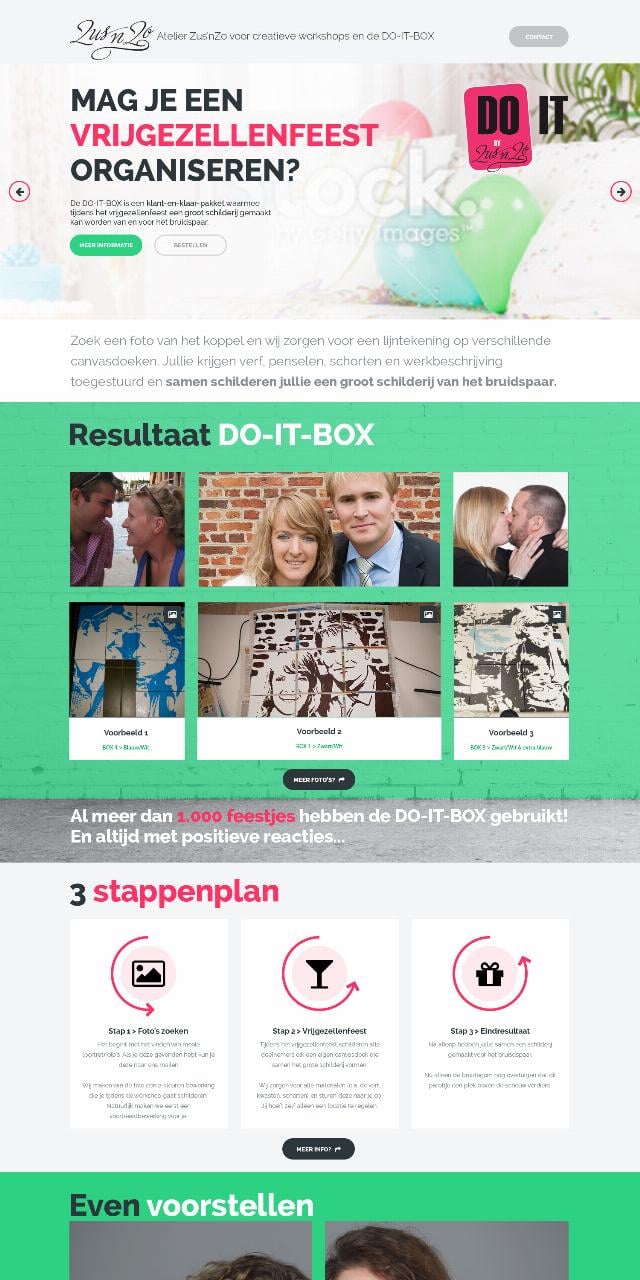 Zus'nZo Atelier Zus'nZo voor creatieve workshops en de DO-IT-BOX
CONTACT
MAG JE EEN
VRIJGEZELLENFEEST
ORGANISEREN?
DO IT
BY
Zus'nZo
De DO-IT-BOX is een klant-en-klaar-pakket waarmee
tijdens het vrijgezellenfeest een groot schilderij gemaakt
kan worden van en voor het bruidspaar.
MEER INFORMATIE
BESTELLEN
iStock.
by Getty Images™
Zoek een foto van het koppel en wij zorgen voor een lijntekening op verschillende
canvasdoeken. Jullie krijgen verf, penselen, schorten en werkbeschrijving
toegestuurd en samen schilderen jullie een groot schilderij van het bruidspaar.
Resultaat DO-IT-BOX
Voorbeeld 1
BOX 4 > Blauw/Wit
Voorbeeld 2
BOX 1 > Zwart/Wit
Voorbeeld 3
BOX 9 > Zwart/Wit & extra blauw
MEER FOTO'S?
Al meer dan 1.000 feestjes hebben de DO-IT-BOX gebruikt!
En altijd met positieve reacties...
3 stappenplan
Stap 1 > Foto's zoeken
Het begint met het vinden van mooie
(portret)foto's. Als je deze gevonden hebt kun je
deze naar ons mailen
Wij maken van de foto een 2-kleuren bewerking
die je tijdens de workshop gaat schilderen
Natuurlijk maken we eerst een
voorbeeldbewerking voor je
Stap 2 > Vrijgezellenfeest
Tijdens het vrijgezellenfeest schilderen alle
deelnemers elk een eigen canvasdoek die
samen het grote schilderij vormen
Wij zorgen voor alle materialen (o.a. de verf,
kwasten, schorten) en sturen deze naar je op.
Jij hoeft zelf alleen een locatie te regelen.
Stap 3 > Eindresultaat
Na afloop hebben jullie samen een schilderij
gemaakt voor het bruidspaar.
Nu alleen de bruidegom nog overtuigen dat dit
pareltje een plek boven de schouw verdient
MEER INFO?
Even voorstellen